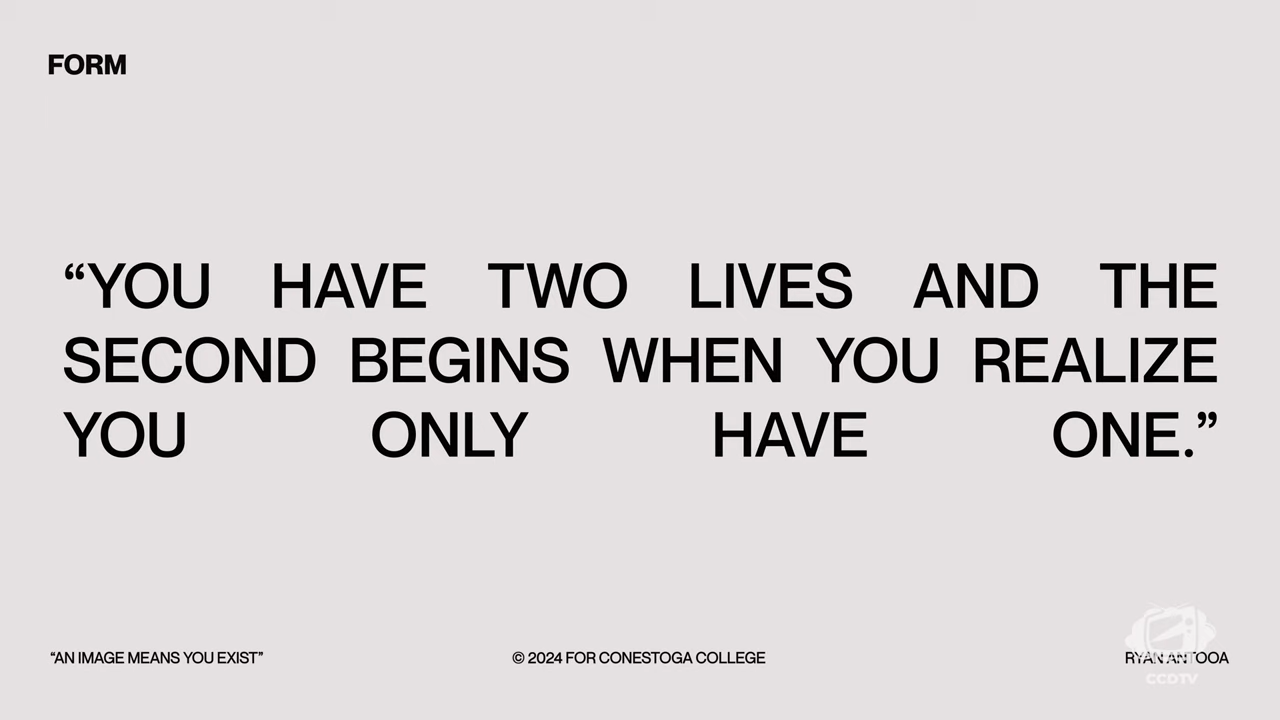 FORM
“YOU HAVE TWO LIVES AND THE
SECOND BEGINS WHEN YOU REALIZE
YOU ONLY HAVE ONE.”
“AN IMAGE MEANS YOU EXIST”
© 2024 FOR CONESTOGA COLLEGE
RYAN ANTOOA
CCDTV